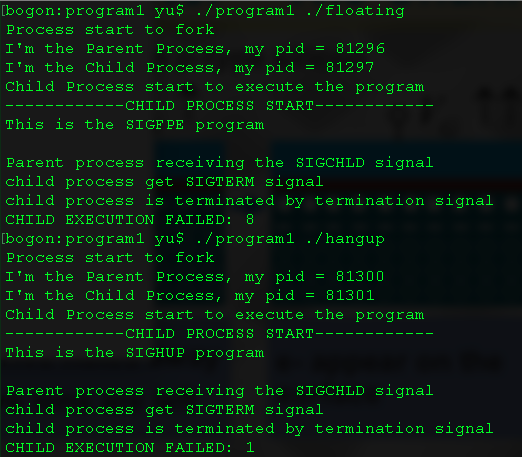 [bogon:program1 yu$ ./program1 ./floating
Process start to fork
I'm the Parent Process, my pid = 81296
I'm the Child Process, my pid = 81297
Child Process start to execute the program
------------CHILD PROCESS START------------
This is the SIGFPE program
Parent process receiving the SIGCHLD signal
child process get SIGTERM signal
child process is terminated by termination signal
CHILD EXECUTION FAILED: 8
[bogon:program1 yu$ ./program1 ./hangup
Process start to fork
I'm the Parent Process, my pid = 81300
I'm the Child Process, my pid = 81301
Child Process start to execute the program
------------CHILD PROCESS START------------
This is the SIGHUP program
Parent process receiving the SIGCHLD signal
child process get SIGTERM signal
child process is terminated by termination signal
CHILD EXECUTION FAILED: 1